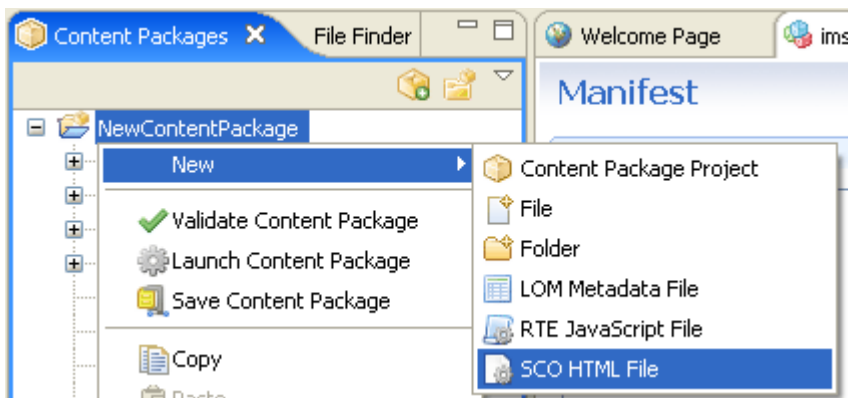 Content Packages
File Finder
Welcome Page
ims
Manifest
NewContentPackage
New
Validate Content Package
Launch Content Package
Save Content Package
Copy
Paste
Content Package Project
File
Folder
LOM Metadata File
RTE JavaScript File
SCO HTML File